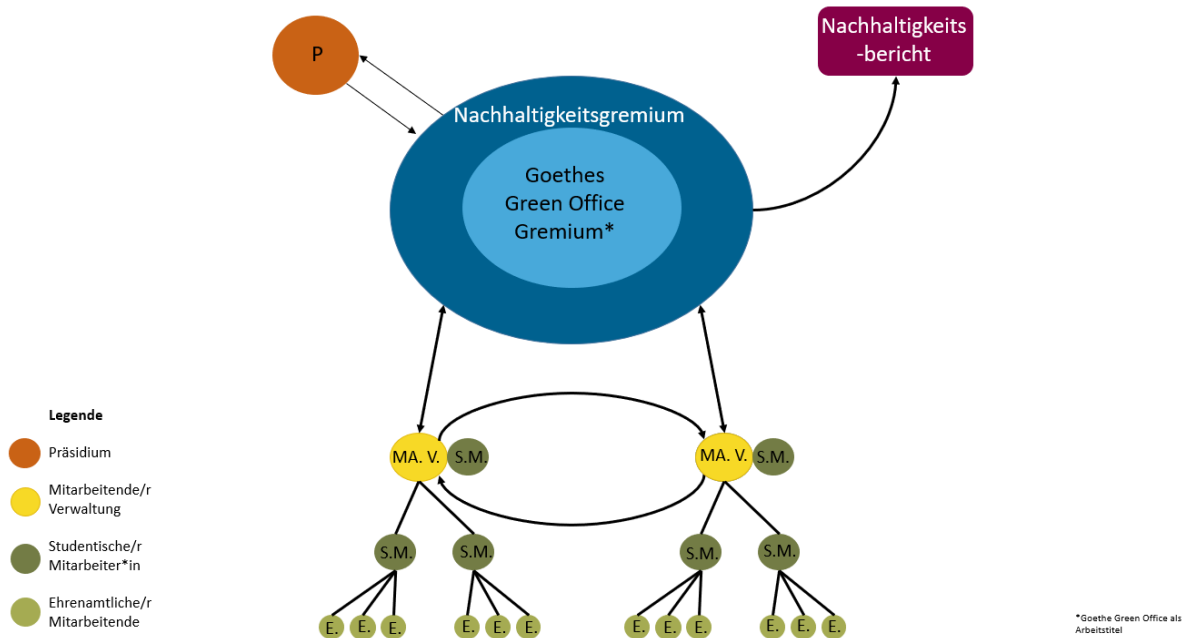 P
Nachhaltigkeits
-bericht
Nachhaltigkeitsgremium
Goethes
Green Office
Gremium*
MA. V.
S.M.
MA. V.
S.M.
S.M.
S.M.
S.M.
S.M.
E.
E.
E.
E.
E.
E.
E.
E.
E.
E.
E.
E.
Legende
Präsidium
Mitarbeitende/r
Verwaltung
Studentische/r
Mitarbeiter*in
Ehrenamtliche/r
Mitarbeitende
*Goethe Green Office als
Arbeitstitel